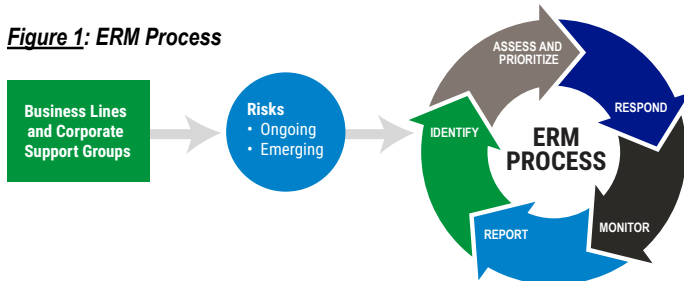 Figure 1: ERM Process
Business Lines
and Corporate
Support Groups
Risks
• Ongoing
• Emerging
IDENTIFY
ASSESS AND
PRIORITIZE
RESPOND
MONITOR
REPORT
ERM
PROCESS